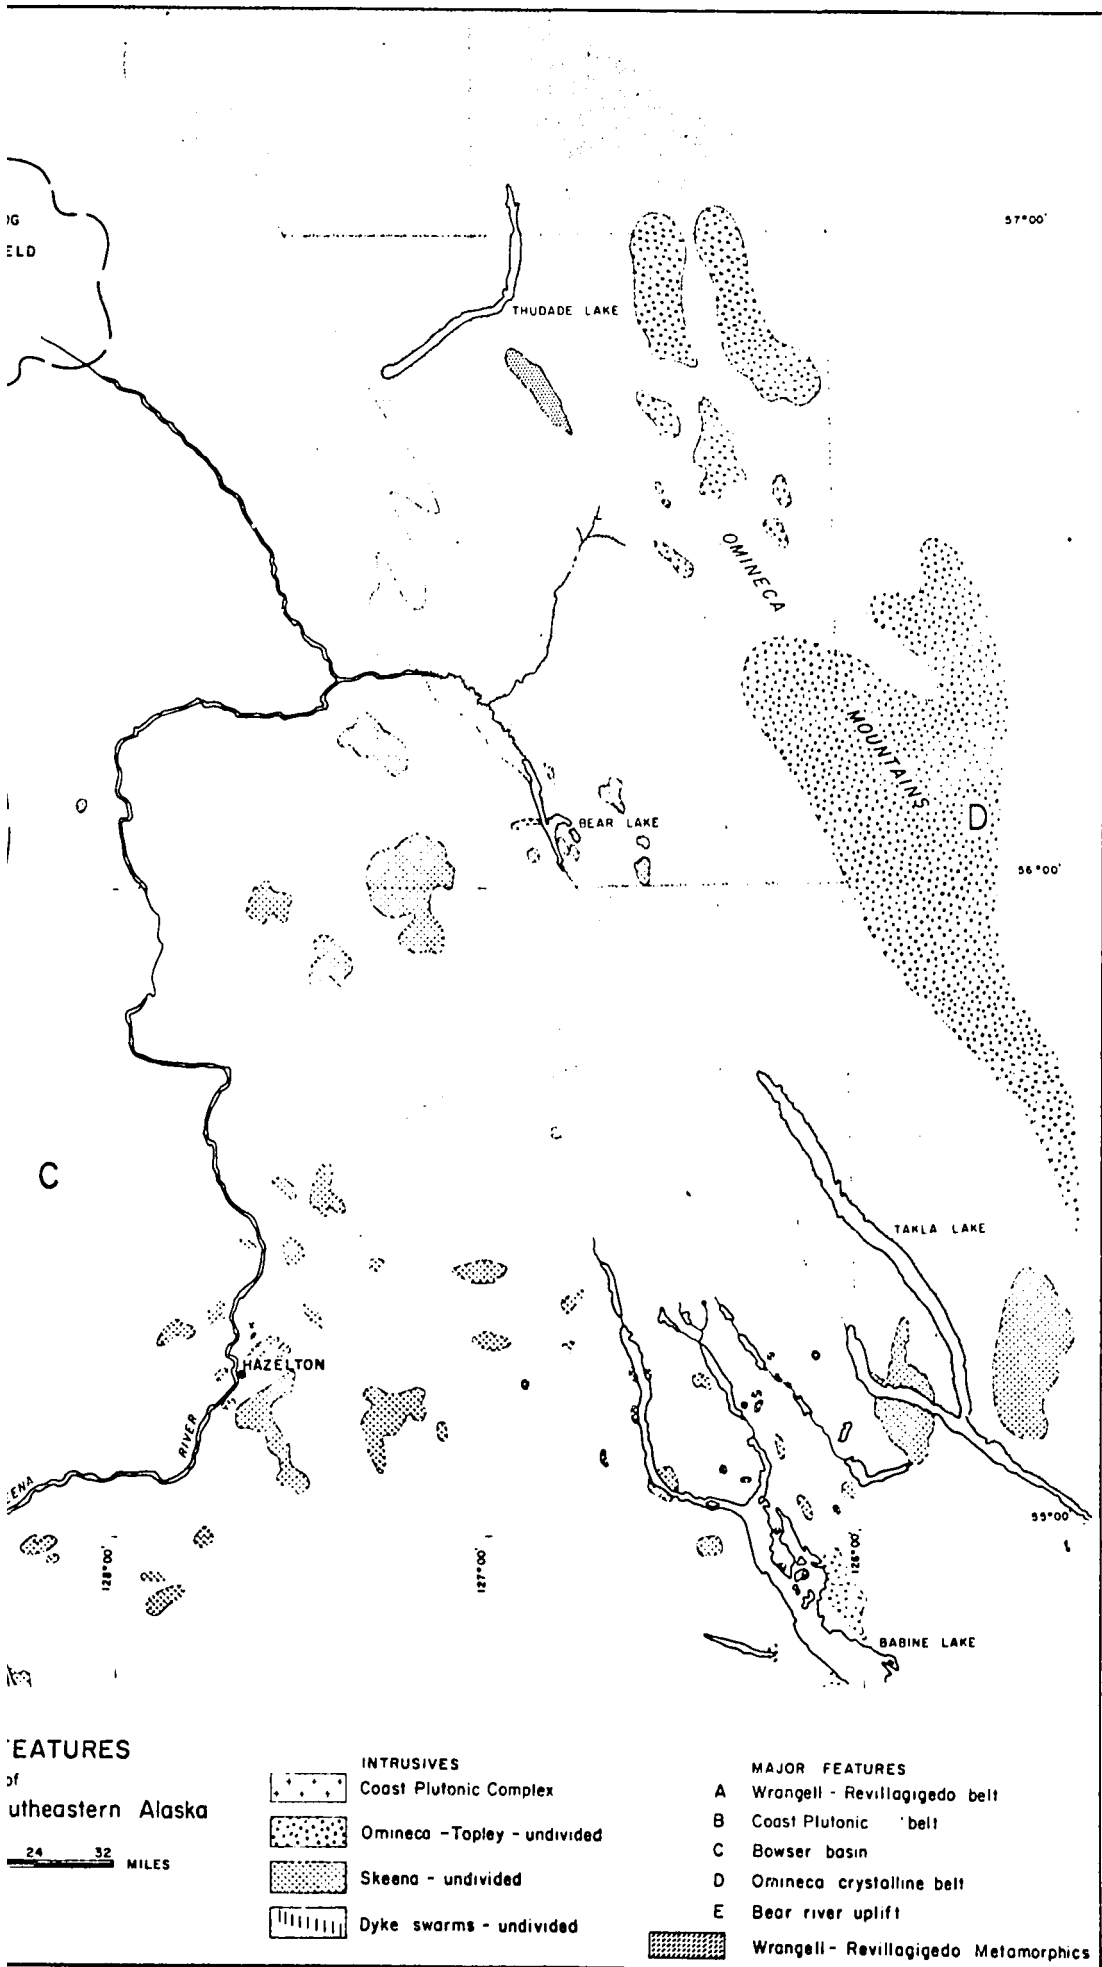 57°00'
ELD
THUDADE LAKE
OMINECA
MOUNTAINS
D
BEAR LAKE
56°00'
C
TAKLA LAKE
HAZELTON
RIVER
55°00'
128°00'
127°00'
126°00'
BABINE LAKE
EATURES
of
utheastern Alaska
24 32 MILES
INTRUSIVES
Coast Plutonic Complex
Omineca - Topley - undivided
Skeena - undivided
Dyke swarms - undivided
MAJOR FEATURES
A Wrangell - Revillagigedo belt
B Coast Plutonic belt
C Bowser basin
D Omineca crystalline belt
E Bear river uplift
Wrangell - Revillagigedo Metamorphics